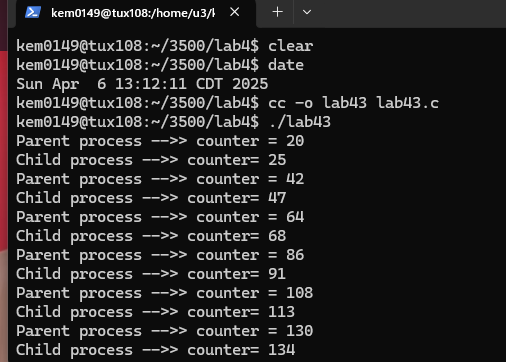 kem0149@tux108:/home/u3/k
kem0149@tux108:~/3500/lab4$ clear
kem0149@tux108:~/3500/lab4$ date
Sun Apr  6 13:12:11 CDT 2025
kem0149@tux108:~/3500/lab4$ cc -o lab43 lab43.c
kem0149@tux108:~/3500/lab4$ ./lab43
Parent process -->> counter = 20
Child process -->> counter= 25
Parent process -->> counter = 42
Child process -->> counter= 47
Parent process -->> counter = 64
Child process -->> counter= 68
Parent process -->> counter = 86
Child process -->> counter= 91
Parent process -->> counter = 108
Child process -->> counter= 113
Parent process -->> counter = 130
Child process -->> counter= 134